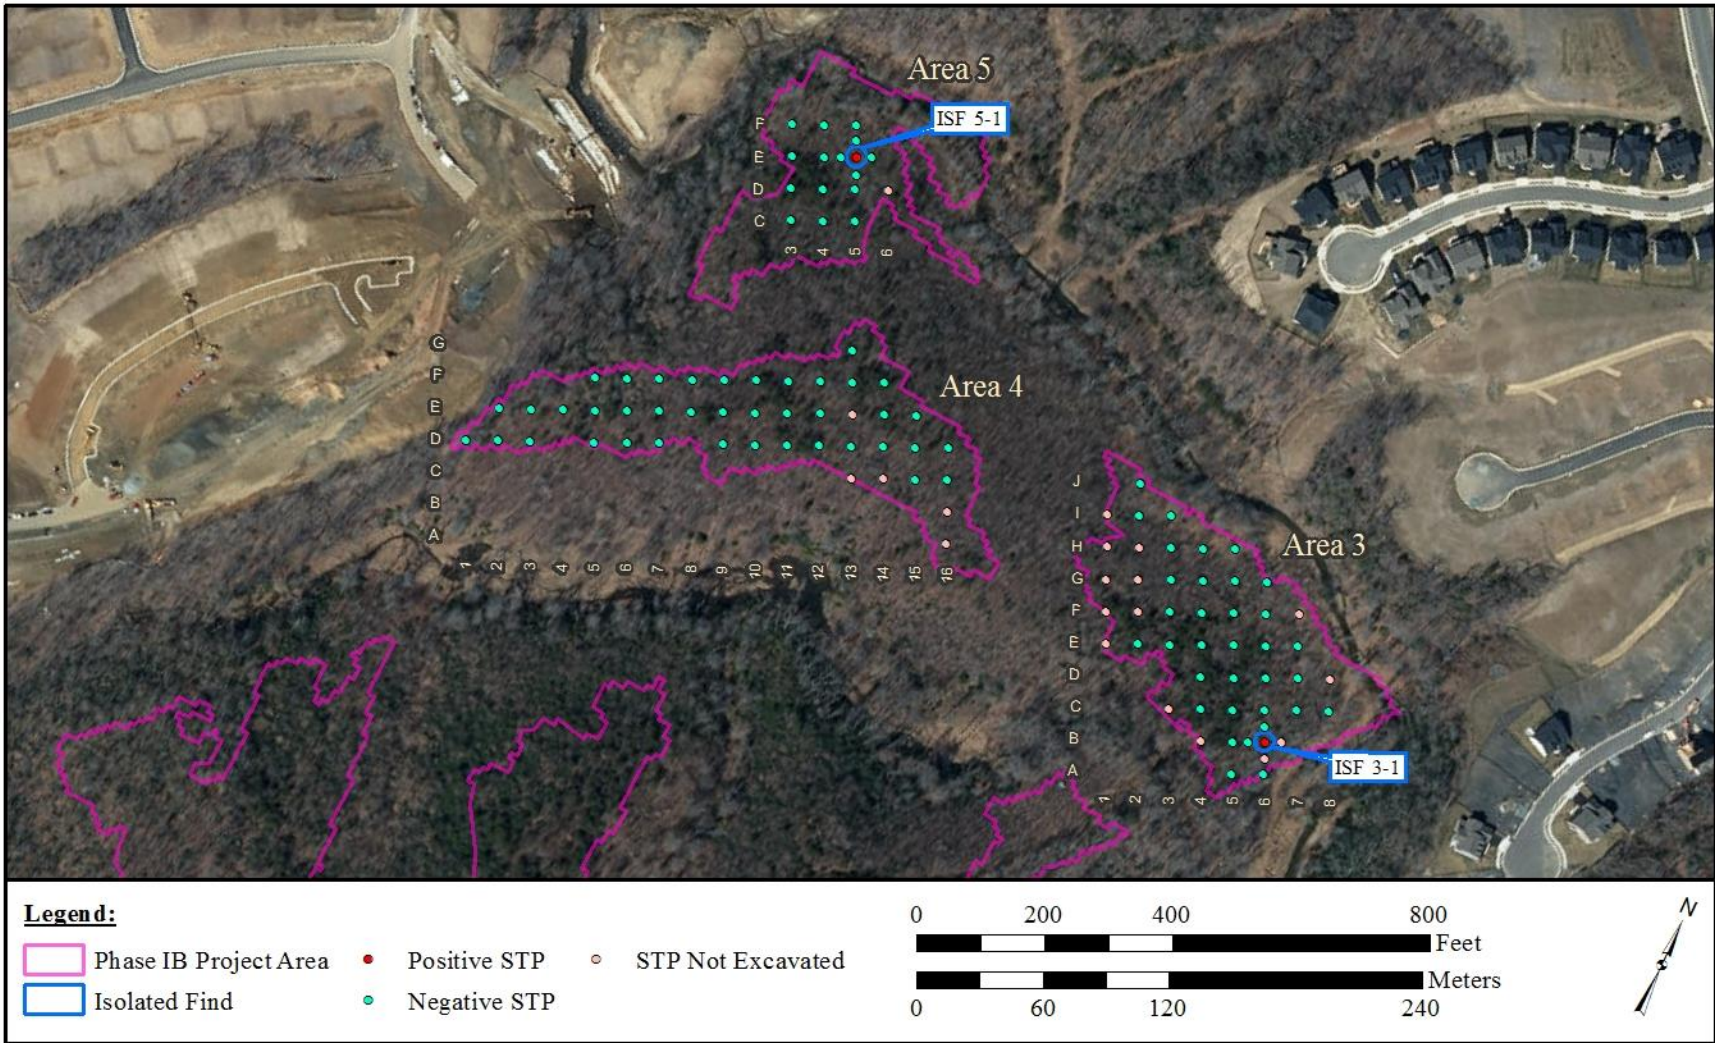 Area 5
ISF 5-1
F
E
D
C
3 4 5 6
Area 4
G
F
E
D
C
B
A
1 2 3 4 5 6 7 8 9 10 11 12 13 14 15 16
Area 3
J
I
H
G
F
E
D
C
B
A
ISF 3-1
1 2 3 4 5 6 7 8
Legend:
Phase IB Project Area
Positive STP
STP Not Excavated
Isolated Find
Negative STP
0 200 400 800
Feet
Meters
0 60 120 240
N